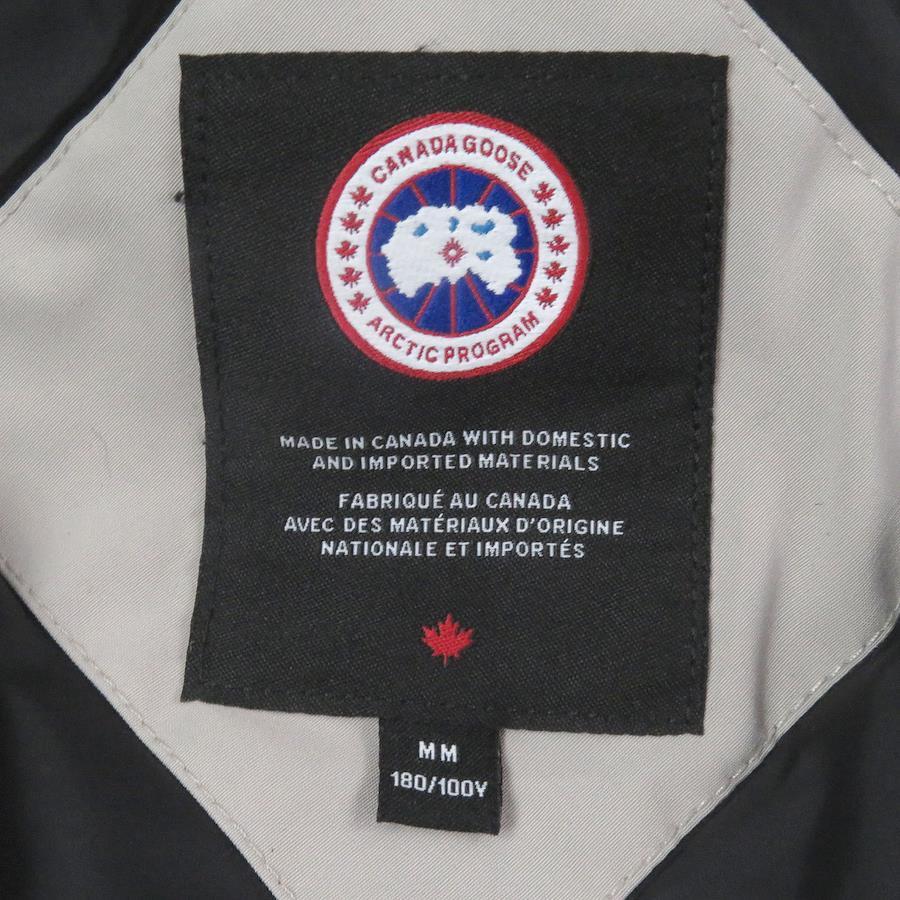 CANADA GOOSE
ARCTIC PROGRAM
MADE IN CANADA WITH DOMESTIC
AND IMPORTED MATERIALS
FABRIQUÉ AU CANADA
AVEC DES MATÉRIAUX D'ORIGINE
NATIONALE ET IMPORTÉS
MM
180/100Y